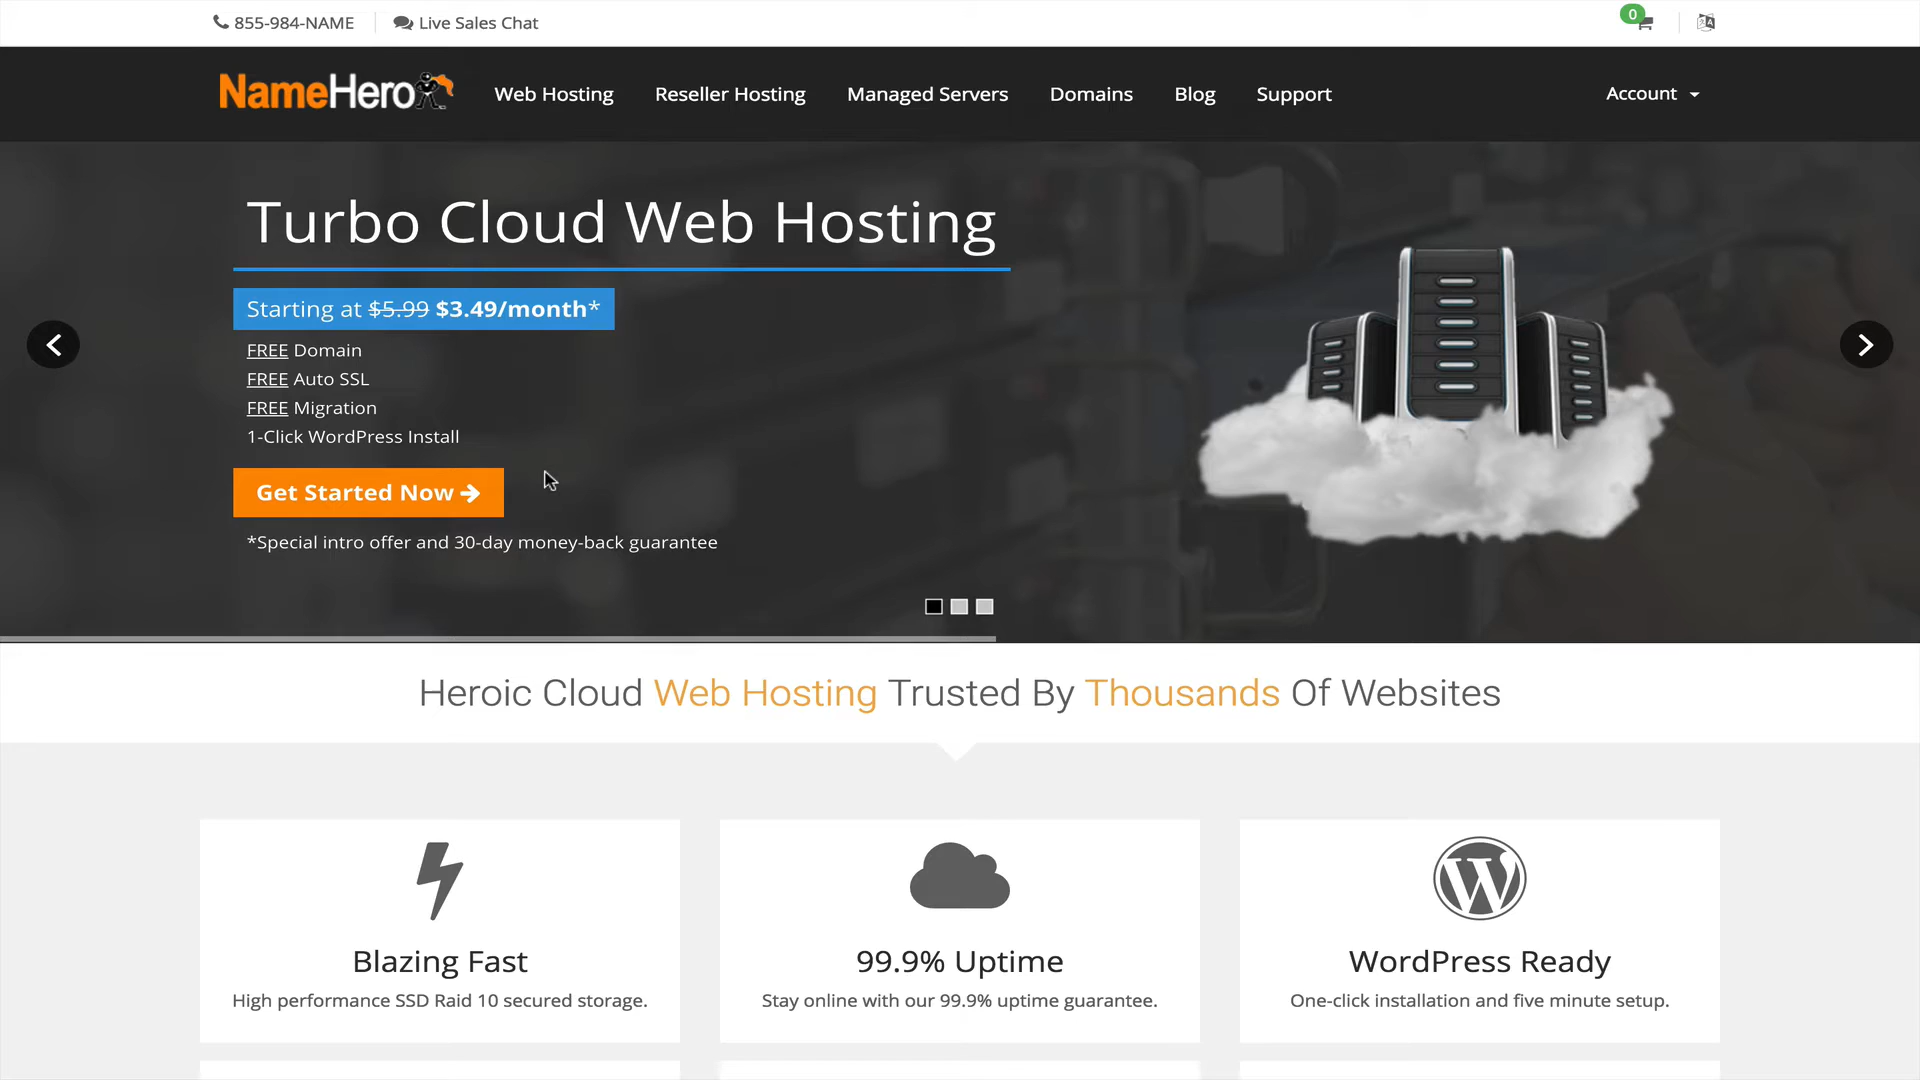 855-984-NAME
Live Sales Chat
0
NameHero
Web Hosting
Reseller Hosting
Managed Servers
Domains
Blog
Support
Account
Turbo Cloud Web Hosting
Starting at $5.99 $3.49/month*
FREE Domain
FREE Auto SSL
FREE Migration
1-Click WordPress Install
Get Started Now
*Special intro offer and 30-day money-back guarantee
Heroic Cloud Web Hosting Trusted By Thousands Of Websites
Blazing Fast
High performance SSD Raid 10 secured storage.
99.9% Uptime
Stay online with our 99.9% uptime guarantee.
WordPress Ready
One-click installation and five minute setup.